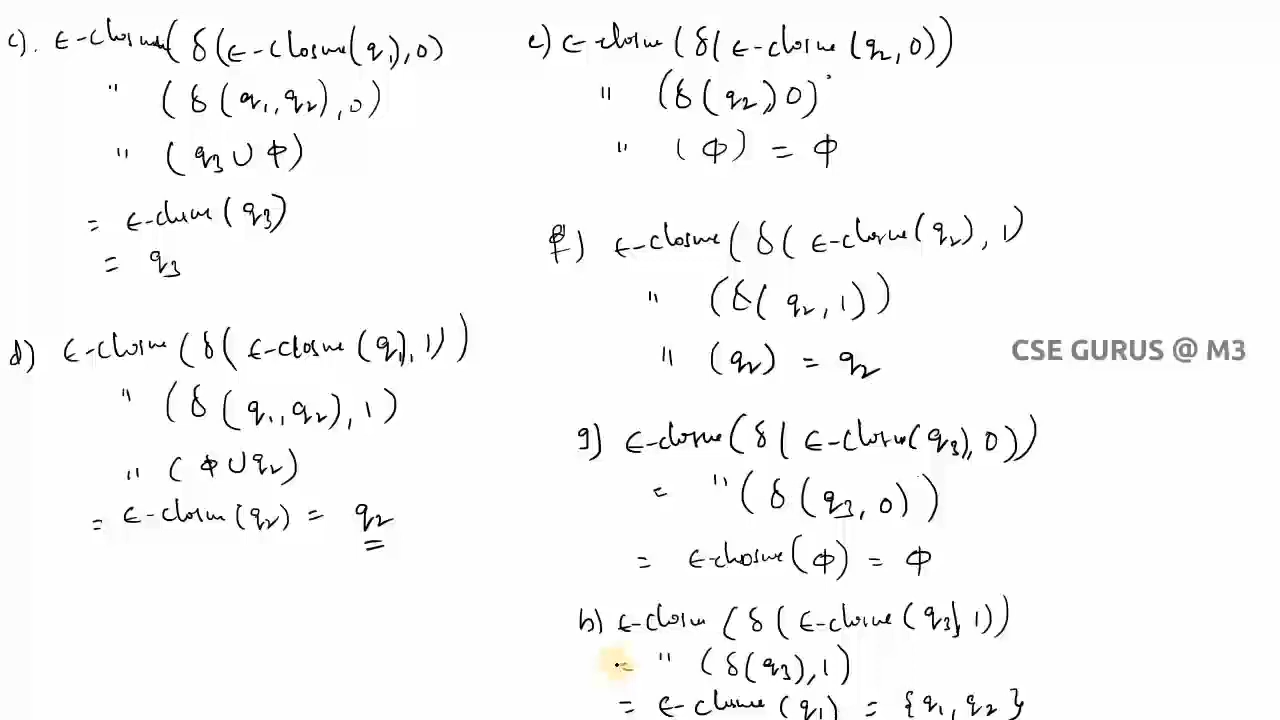 c). ϵ-closure(δ(ϵ-closure(q1),0)
" (δ(q1,q2),0)
" (q3∪ϕ)
= ϵ-closure(q3)
= q3
d) ϵ-closure(δ(ϵ-closure(q1),1))
" (δ(q1,q2),1)
" (ϕ∪q2)
= ϵ-closure(q2) = q2
e) ϵ-closure(δ(ϵ-closure(q2,0))
" (δ(q2),0)
" (ϕ) = ϕ
f) ϵ-closure(δ(ϵ-closure(q2),1)
" (δ(q2,1))
" (q2) = q2
CSE GURUS @ M3
g) ϵ-closure(δ(ϵ-closure(q3),0))
= " (δ(q3,0))
= ϵ-closure(ϕ) = ϕ
h) ϵ-closure(δ(ϵ-closure(q3),1))
= " (δ(q3),1)
= ϵ-closure(q1) = {q1,q2}